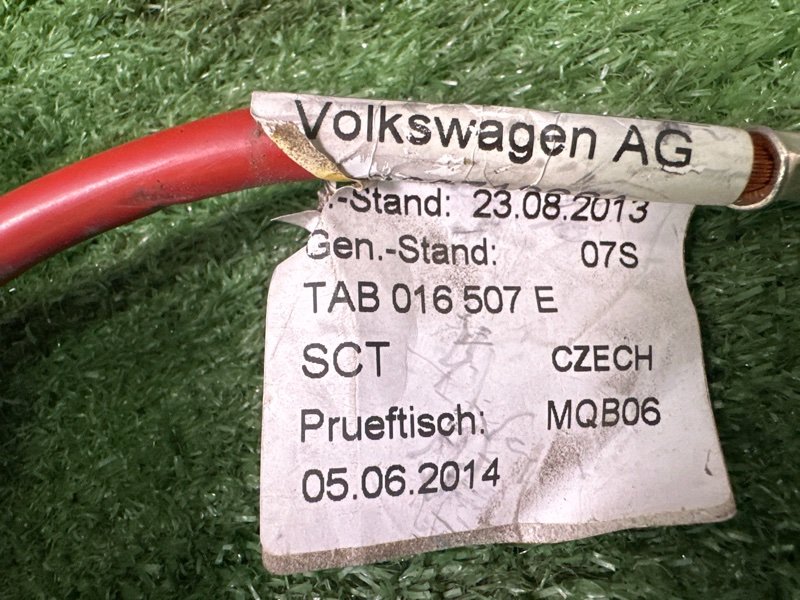 Volkswagen AG
.-Stand: 23.08.2013
Gen.-Stand: 07S
TAB 016 507 E
SCT CZECH
Prueftisch: MQB06
05.06.2014